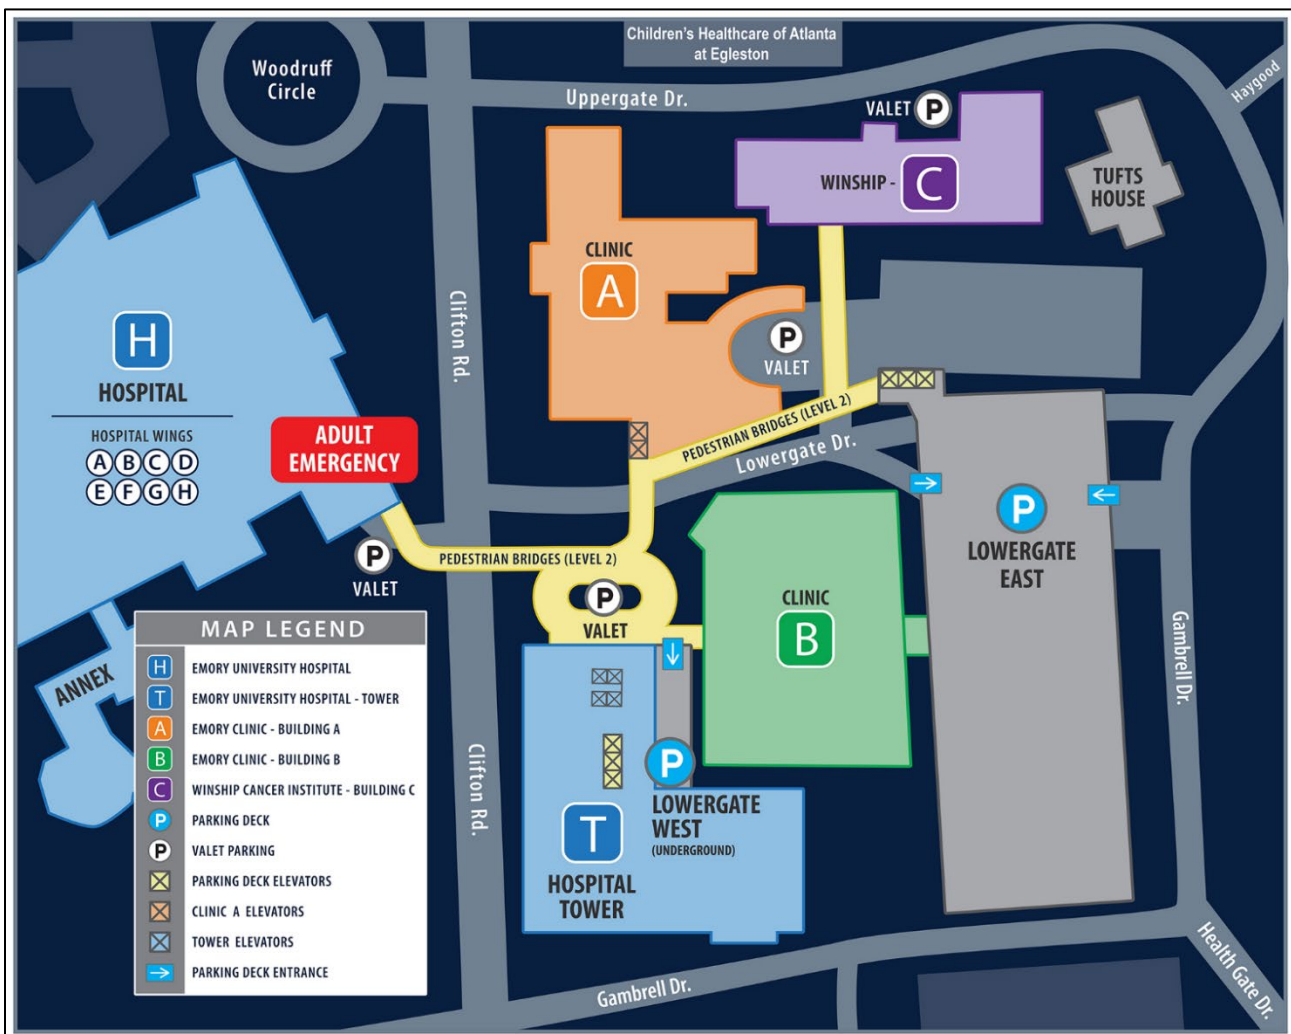 Children's Healthcare of Atlanta
at Egleston
Woodruff
Circle
Uppergate Dr.
Haygood
VALET P
WINSHIP - C
TUFTS
HOUSE
CLINIC
A
Clifton Rd.
P
VALET
H
HOSPITAL
HOSPITAL WINGS
A B C D
E F G H
ADULT
EMERGENCY
PEDESTRIAN BRIDGES (LEVEL 2)
Lowergate Dr.
P
LOWERGATE
EAST
P
VALET
PEDESTRIAN BRIDGES (LEVEL 2)
P
VALET
CLINIC
B
Gambrell Dr.
ANNEX
Clifton Rd.
P
LOWERGATE
WEST
(UNDERGROUND)
T
HOSPITAL
TOWER
Gambrell Dr.
Health Gate Dr.
MAP LEGEND
H EMORY UNIVERSITY HOSPITAL
T EMORY UNIVERSITY HOSPITAL - TOWER
A EMORY CLINIC - BUILDING A
B EMORY CLINIC - BUILDING B
C WINSHIP CANCER INSTITUTE - BUILDING C
P PARKING DECK
P VALET PARKING
PARKING DECK ELEVATORS
CLINIC A ELEVATORS
TOWER ELEVATORS
PARKING DECK ENTRANCE